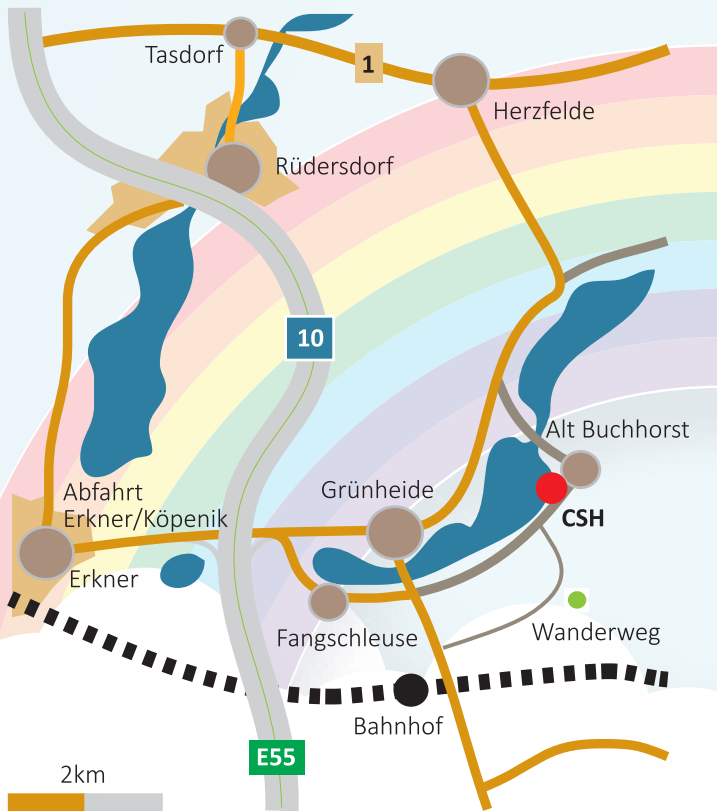 Tasdorf
1
Herzfelde
Rüdersdorf
10
Alt Buchhorst
Abfahrt
Erkner/Köpenik
Grünheide
CSH
Erkner
Fangschleuse
Wanderweg
Bahnhof
E55
2km